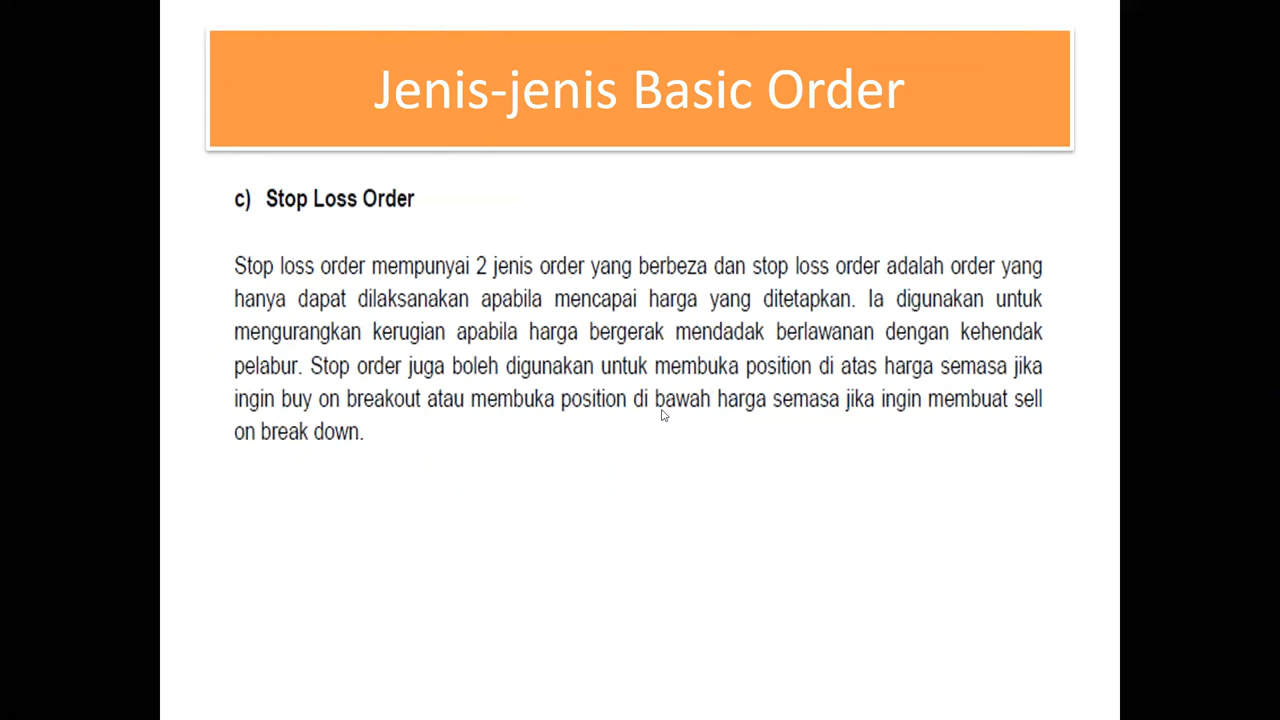 Jenis-jenis Basic Order
c) Stop Loss Order
Stop loss order mempunyai 2 jenis order yang berbeza dan stop loss order adalah order yang
hanya dapat dilaksanakan apabila mencapai harga yang ditetapkan. Ia digunakan untuk
mengurangkan kerugian apabila harga bergerak mendadak berlawanan dengan kehendak
pelabur. Stop order juga boleh digunakan untuk membuka position di atas harga semasa jika
ingin buy on breakout atau membuka position di bawah harga semasa jika ingin membuat sell
on break down.